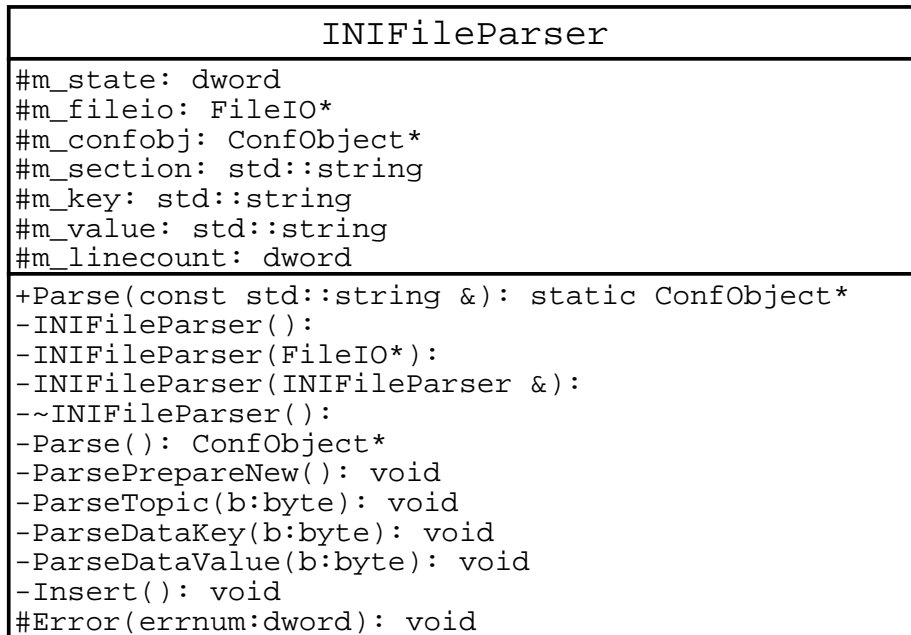 INIFileParser
#m_state: dword
#m_fileio: FileIO*
#m_confobj: ConfObject*
#m_section: std::string
#m_key: std::string
#m_value: std::string
#m_linecount: dword
+Parse(const std::string &): static ConfObject*
-INIFileParser():
-INIFileParser(FileIO*):
-INIFileParser(INIFileParser &):
-~INIFileParser():
-Parse(): ConfObject*
-ParsePrepareNew(): void
-ParseTopic(b:byte): void
-ParseDataKey(b:byte): void
-ParseDataValue(b:byte): void
-Insert(): void
#Error(errnum:dword): void